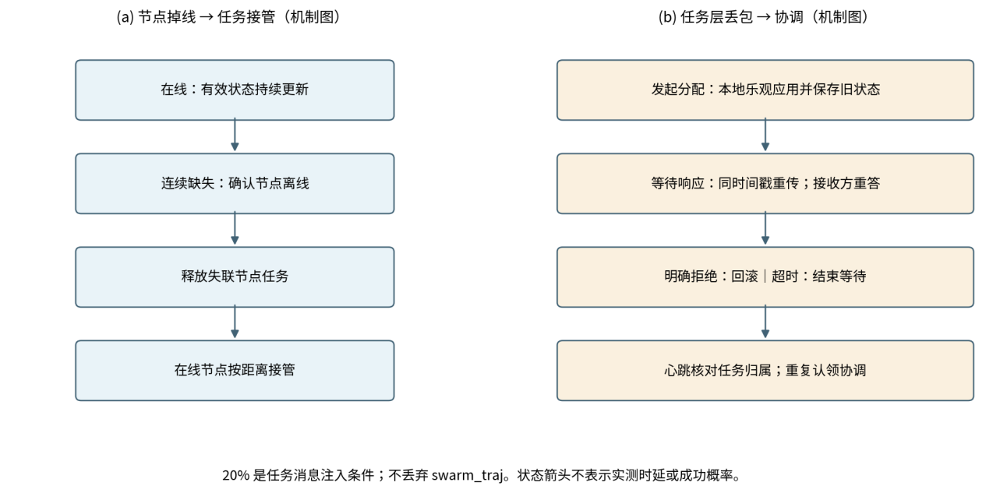 (a) 节点掉线 → 任务接管（机制图）
在线：有效状态持续更新
连续缺失：确认节点离线
释放失联节点任务
在线节点按距离接管
(b) 任务层丢包 → 协调（机制图）
发起分配：本地乐观应用并保存旧状态
等待响应：同时间戳重传；接收方重答
明确拒绝：回滚｜超时：结束等待
心跳核对任务归属；重复认领协调
20% 是任务消息注入条件；不丢弃 swarm_traj。状态箭头不表示实测时延或成功概率。